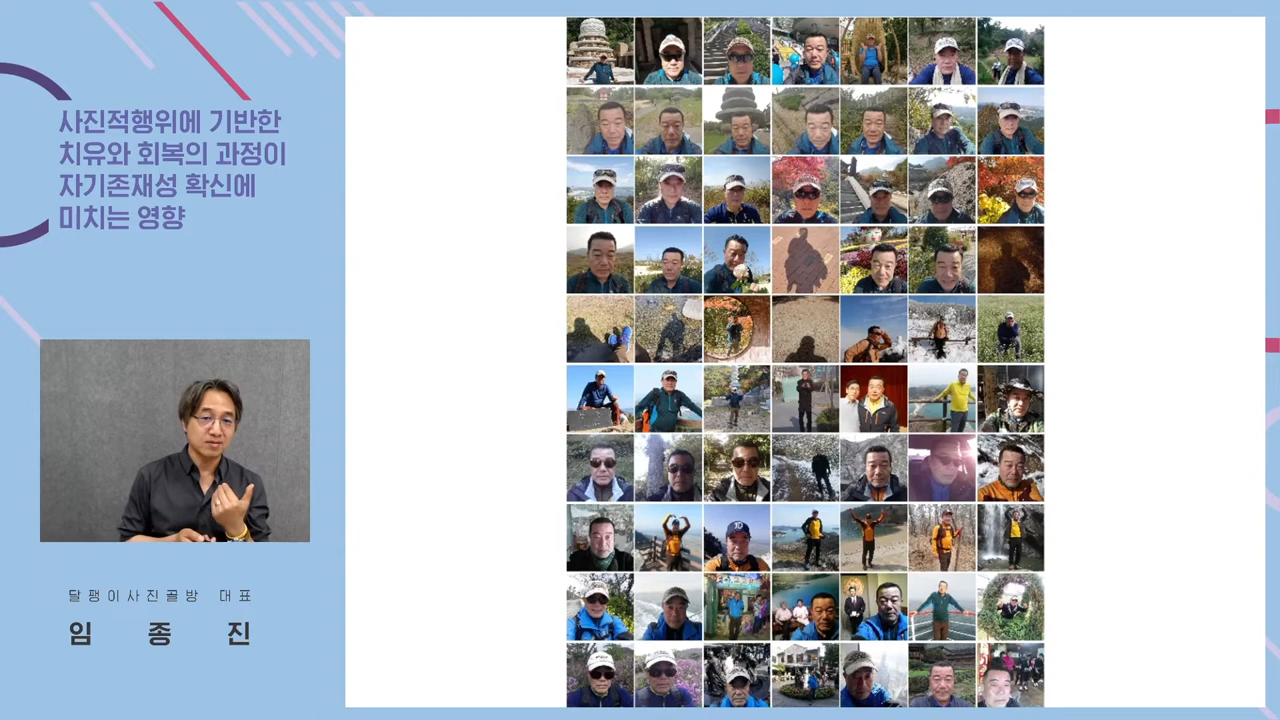 사진적행위에 기반한
치유와 회복의 과정이
자기존재성 확신에
미치는 영향
달팽이사진골방 대표
임 종 진